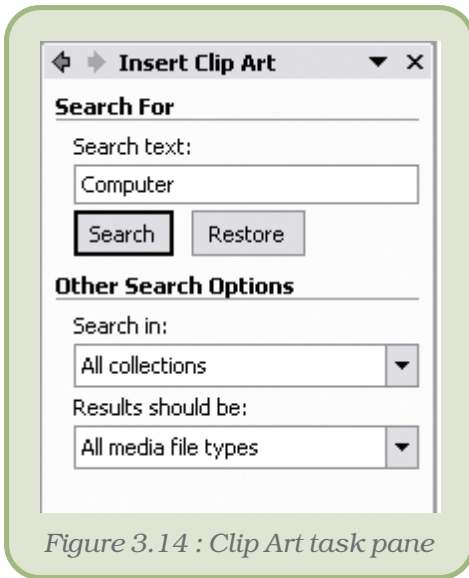 Insert Clip Art
Search For
Search text:
Computer
Search Restore
Other Search Options
Search in:
All collections
Results should be:
All media file types
Figure 3.14 : Clip Art task pane